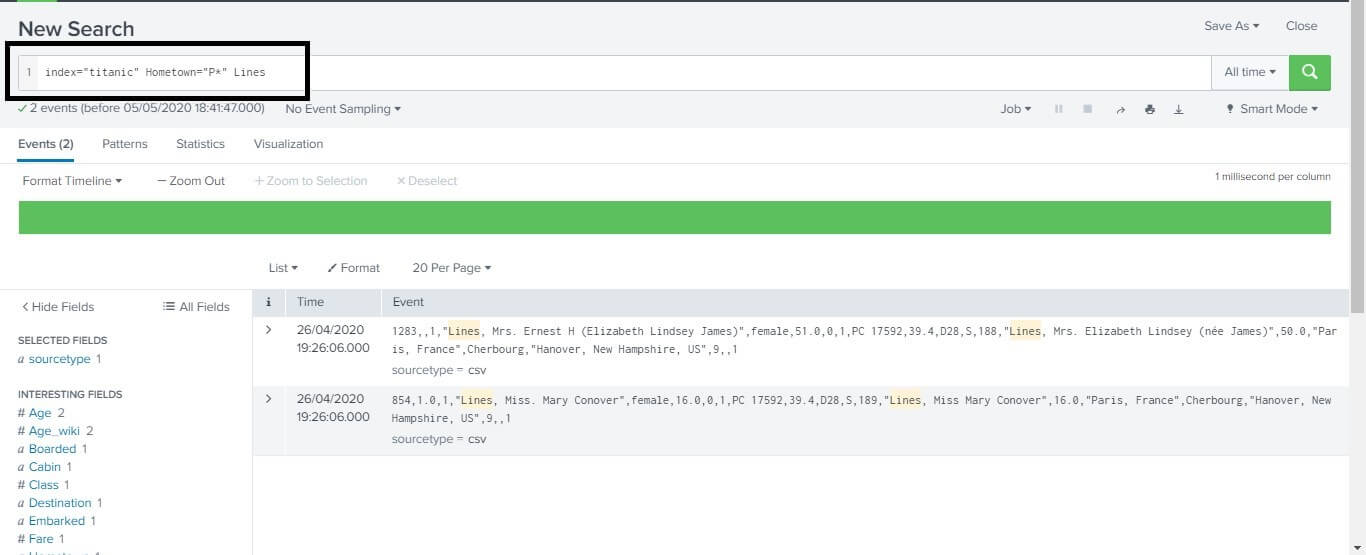 New Search
Save As Close
1 index="titanic" Hometown="P*" Lines
All time
2 events (before 05/05/2020 18:41:47.000) No Event Sampling
Job Smart Mode
Events (2) Patterns Statistics Visualization
Format Timeline — Zoom Out + Zoom to Selection × Deselect
1 millisecond per column
List Format 20 Per Page
< Hide Fields All Fields
i Time Event
SELECTED FIELDS
a sourcetype 1
INTERESTING FIELDS
# Age 2
# Age_wiki 2
a Boarded 1
a Cabin 1
# Class 1
a Destination 1
a Embarked 1
# Fare 1
26/04/2020
19:26:06.000
1283,,1,"Lines, Mrs. Ernest H (Elizabeth Lindsey James)",female,51.0,0,1,PC 17592,39.4,D28,S,188,"Lines, Mrs. Elizabeth Lindsey (née James)",50.0,"Par
is, France",Cherbourg,"Hanover, New Hampshire, US",9,,1
sourcetype = csv
26/04/2020
19:26:06.000
854,1.0,1,"Lines, Miss. Mary Conover",female,16.0,0,1,PC 17592,39.4,D28,S,189,"Lines, Miss Mary Conover",16.0,"Paris, France",Cherbourg,"Hanover, New
Hampshire, US",9,,1
sourcetype = csv